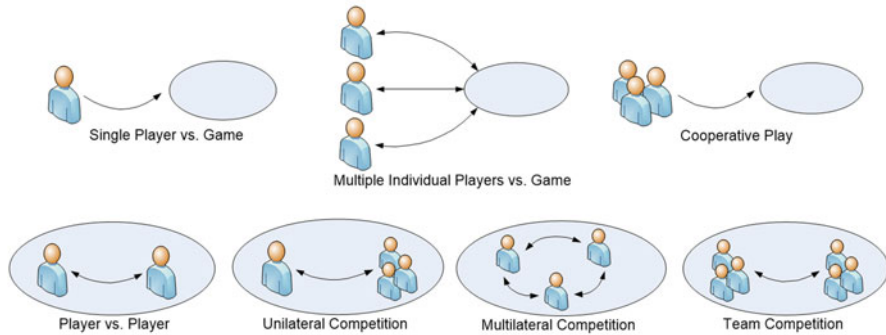 Single Player vs. Game
Multiple Individual Players vs. Game
Cooperative Play
Player vs. Player
Unilateral Competition
Multilateral Competition
Team Competition